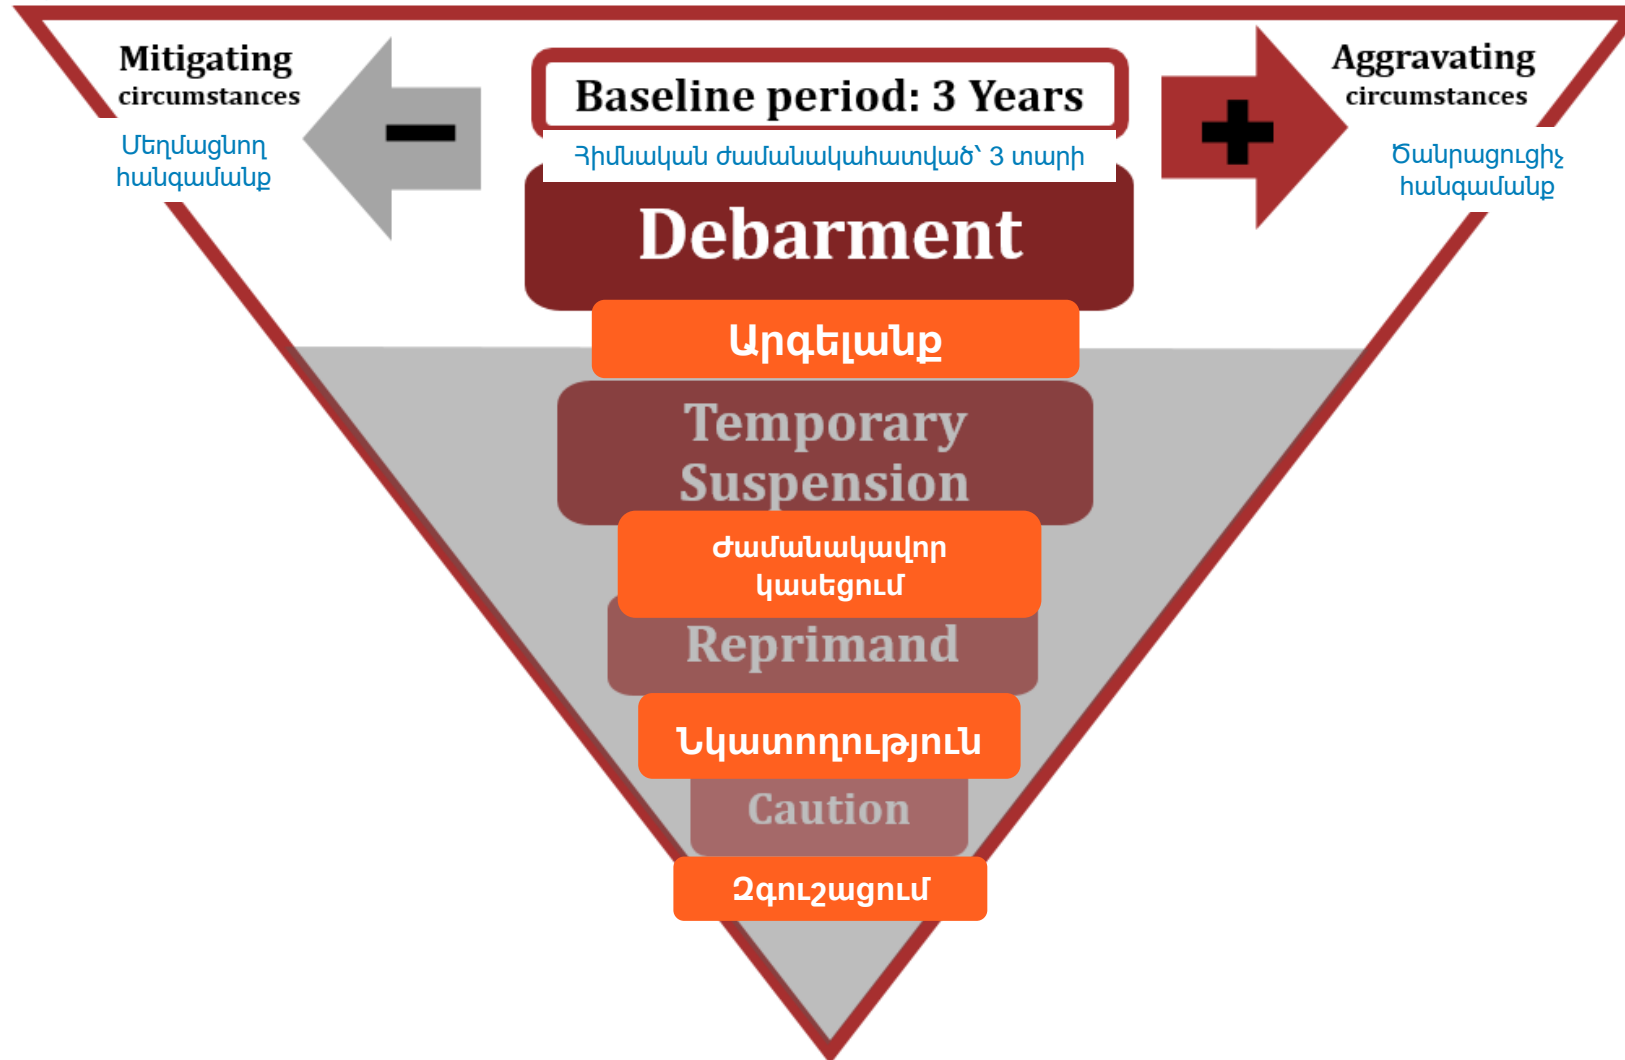 Mitigating
circumstances
Մեղմացնող
հանգամանք
Baseline period: 3 Years
Հիմնական ժամանակահատված՝ 3 տարի
Aggravating
circumstances
Ծանրացուցիչ
հանգամանք
Debarment
Արգելանք
Temporary
Suspension
Ժամանակավոր
կասեցում
Reprimand
Նկատողություն
Caution
Զգուշացում